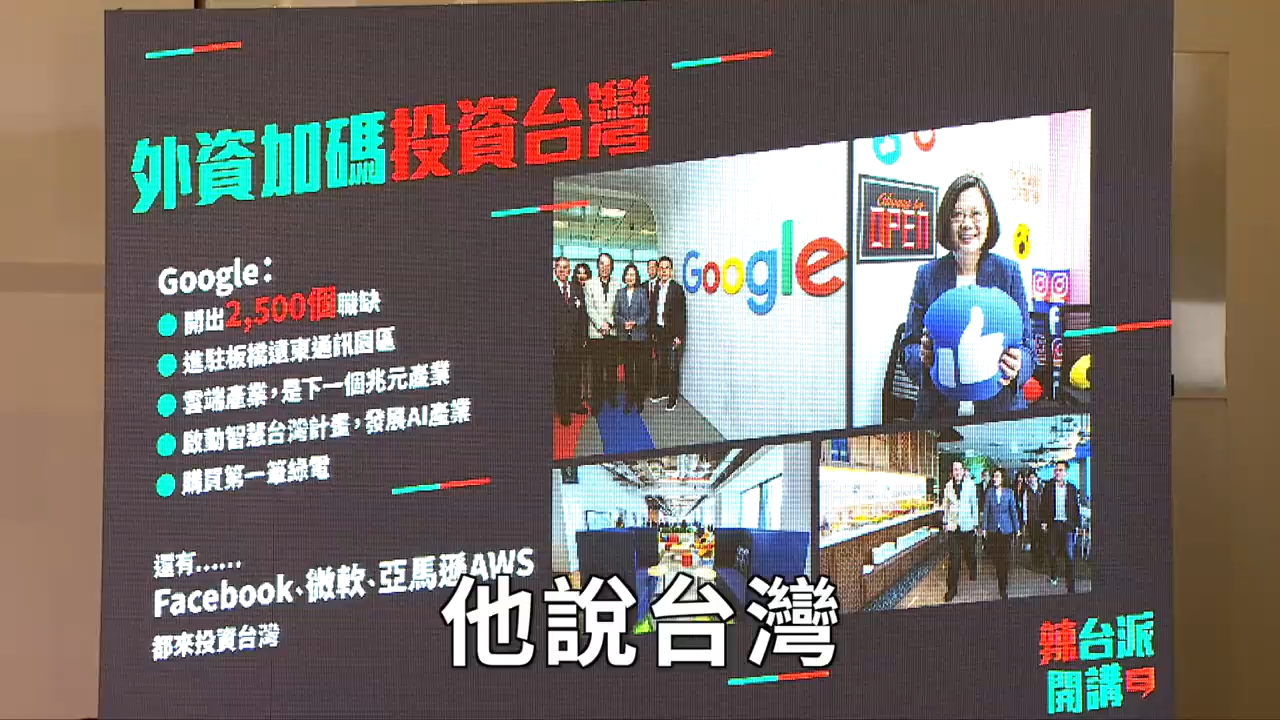 外資加碼投資台灣
Google：
開出2,500個職缺
進駐板橋遠東通訊園區
雲端產業，是下一個兆元產業
啟動智慧台灣計畫，發展AI產業
購買第一筆綠電
還有......
Facebook、微軟、亞馬遜AWS
都來投資台灣
Google
OPEN
他說台灣
辣台派
開講